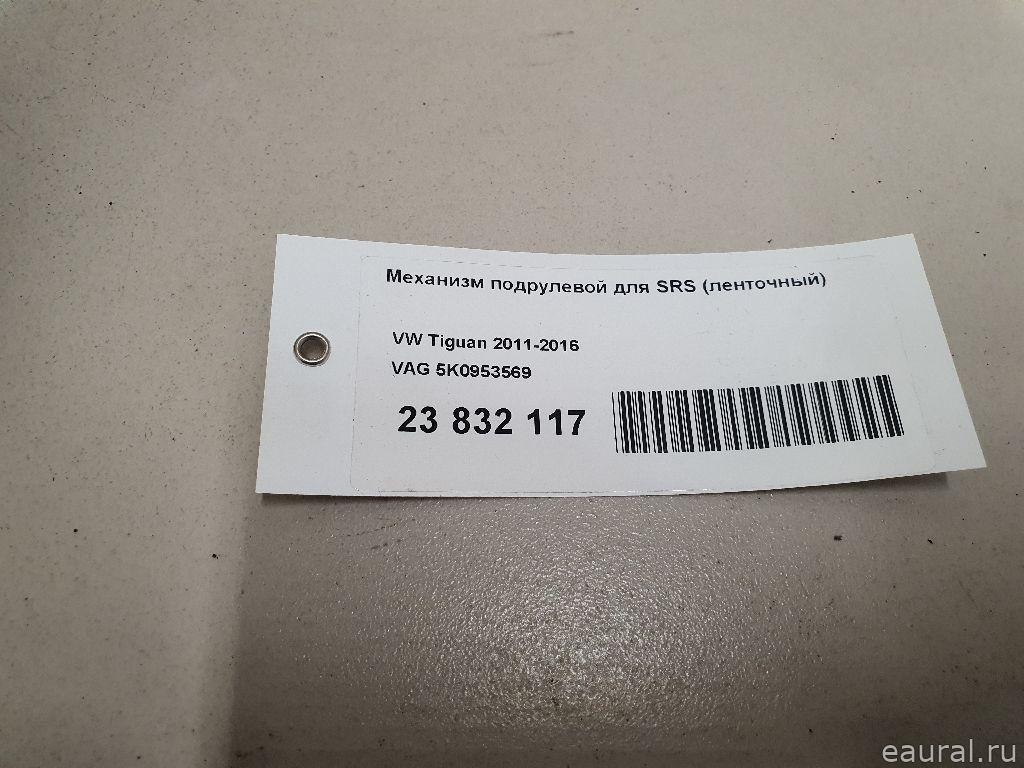 Механизм подрулевой для SRS (ленточный)
VW Tiguan 2011-2016
VAG 5K0953569
23 832 117
eaural.ru